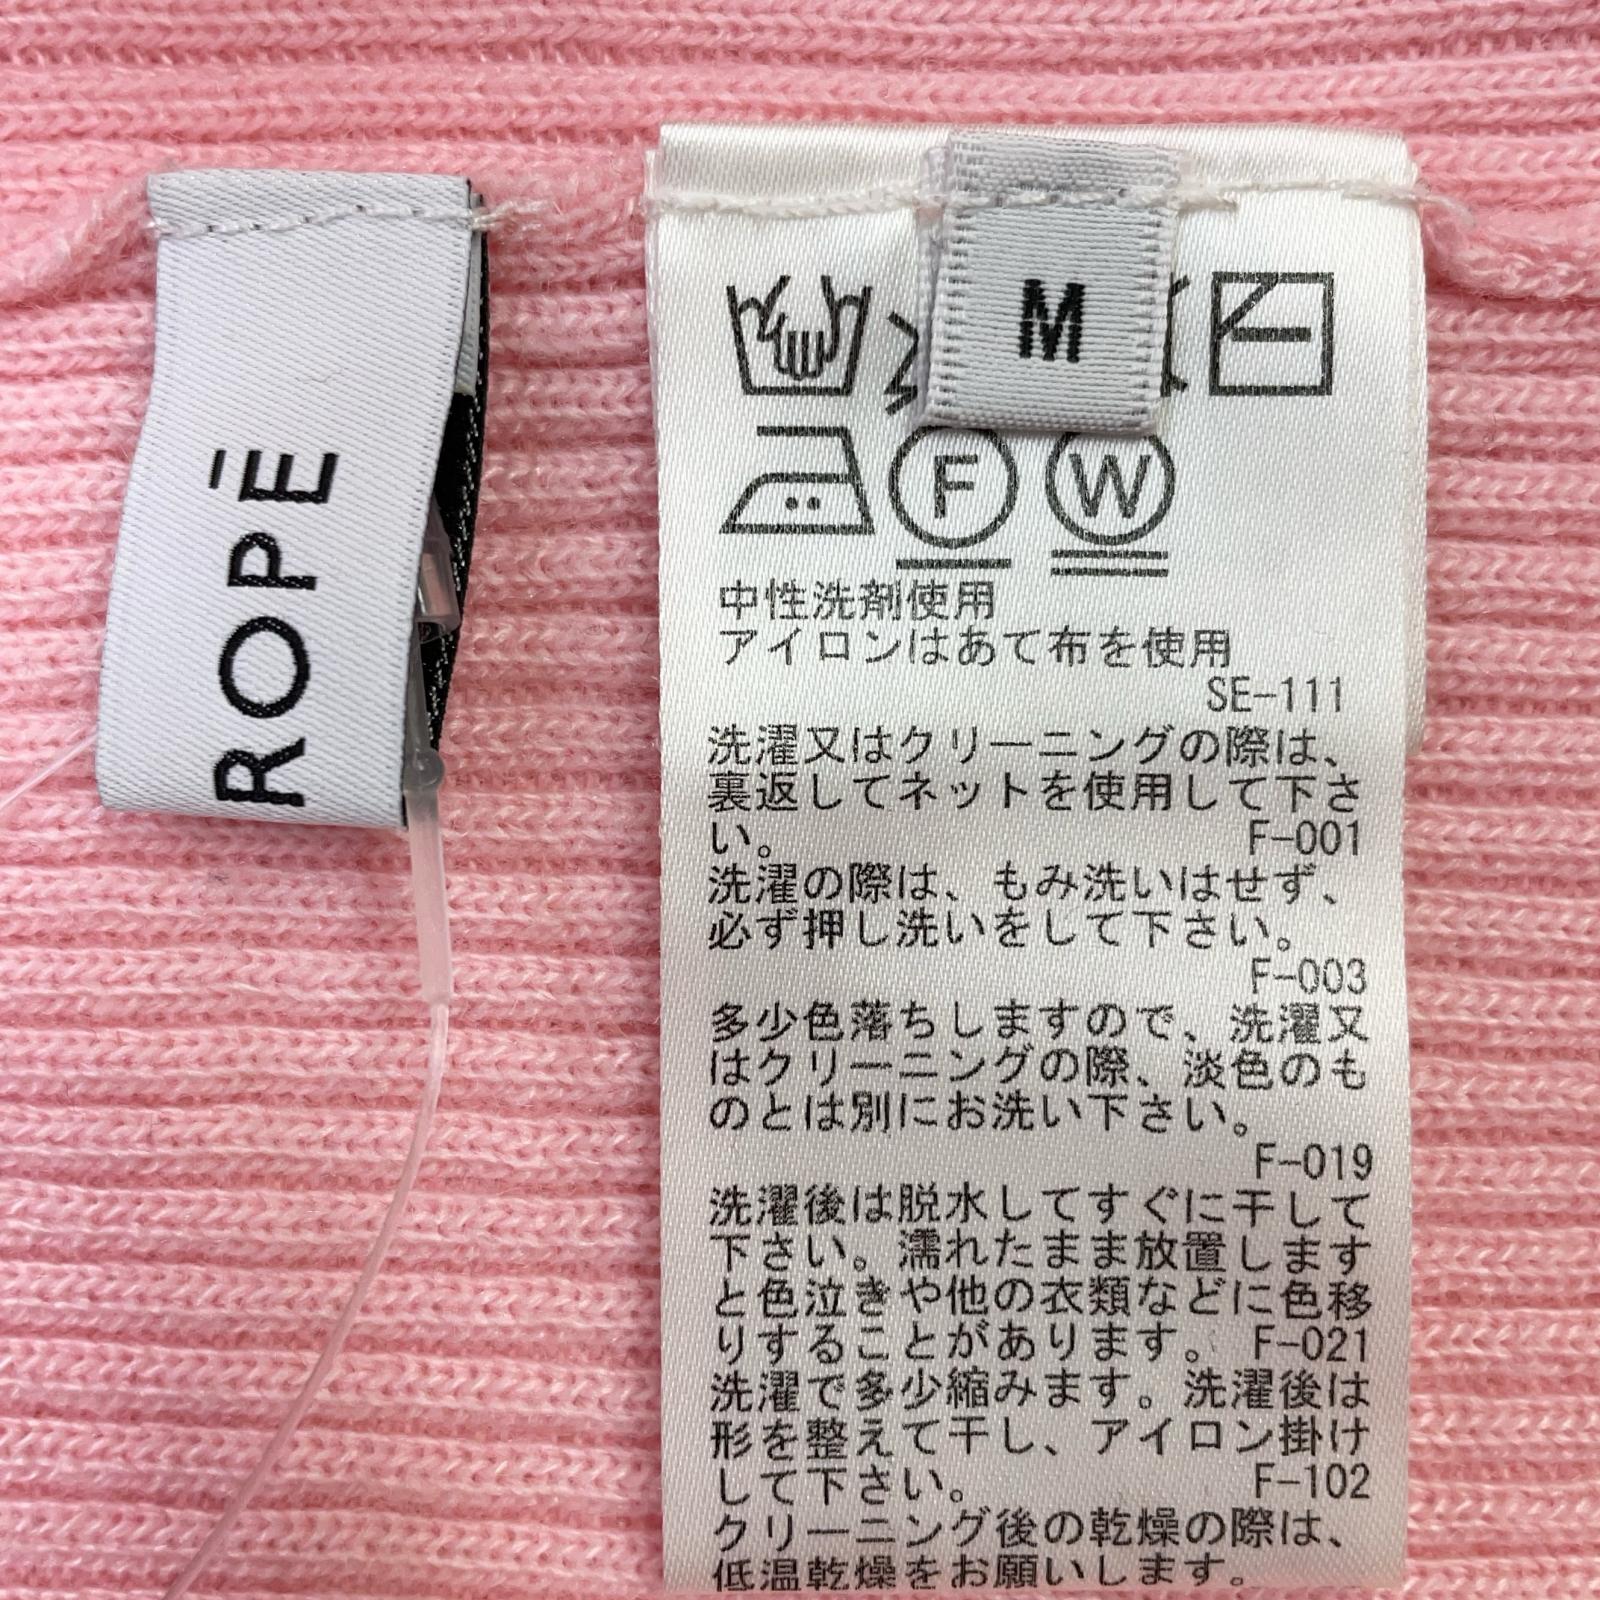 ROPĒ
M
F
W
中性洗剤使用
アイロンはあて布を使用
SE-111
洗濯又はクリーニングの際は、
裏返してネットを使用して下さ
い。 F-001
洗濯の際は、もみ洗いはせず、
必ず押し洗いをして下さい。
F-003
多少色落ちしますので、洗濯又
はクリーニングの際、淡色のも
のとは別にお洗い下さい。
F-019
洗濯後は脱水してすぐに干して
下さい。濡れたまま放置します
と色泣きや他の衣類などに色移
りすることがあります。 F-021
洗濯で多少縮みます。洗濯後は
形を整えて干し、アイロン掛け
して下さい。 F-102
クリーニング後の乾燥の際は、
低温乾燥をお願いします。